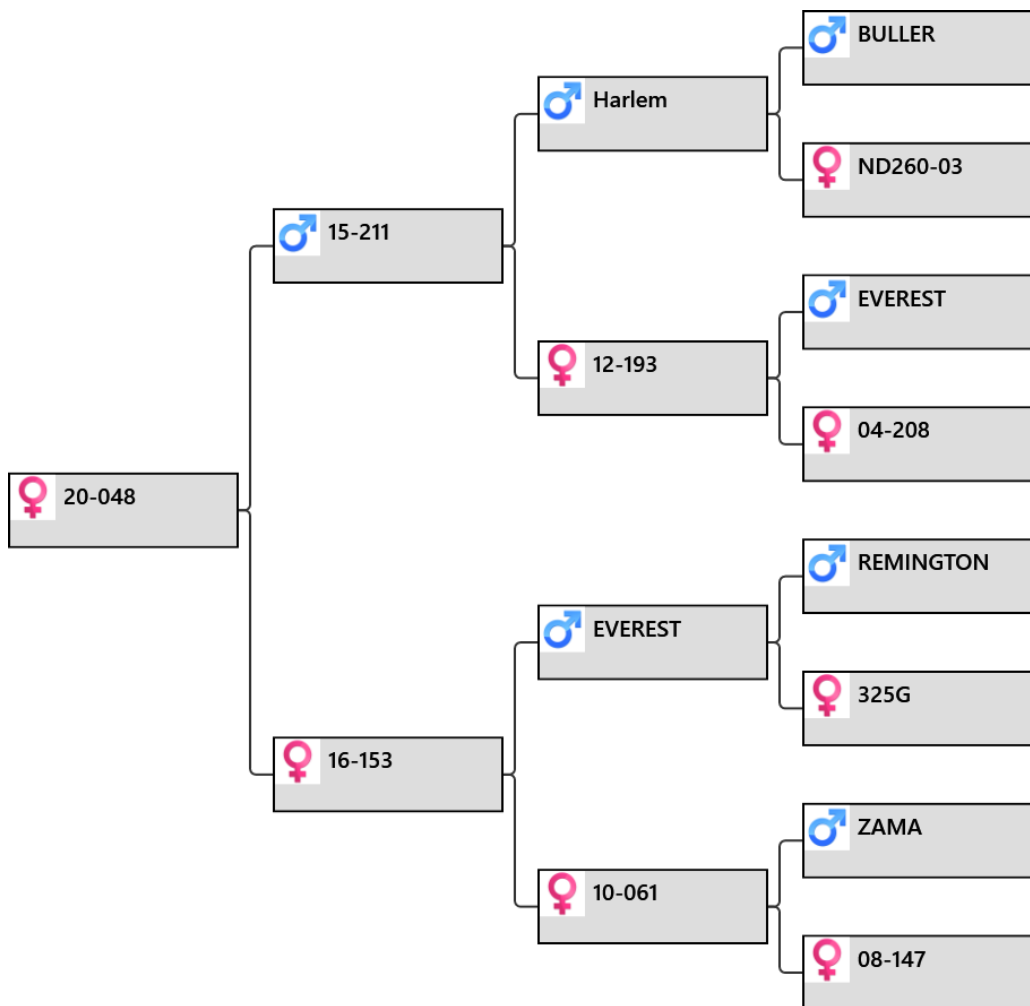 BULLER
Harlem
ND260-03
15-211
EVEREST
12-193
04-208
20-048
REMINGTON
EVEREST
325G
16-153
ZAMA
10-061
08-147